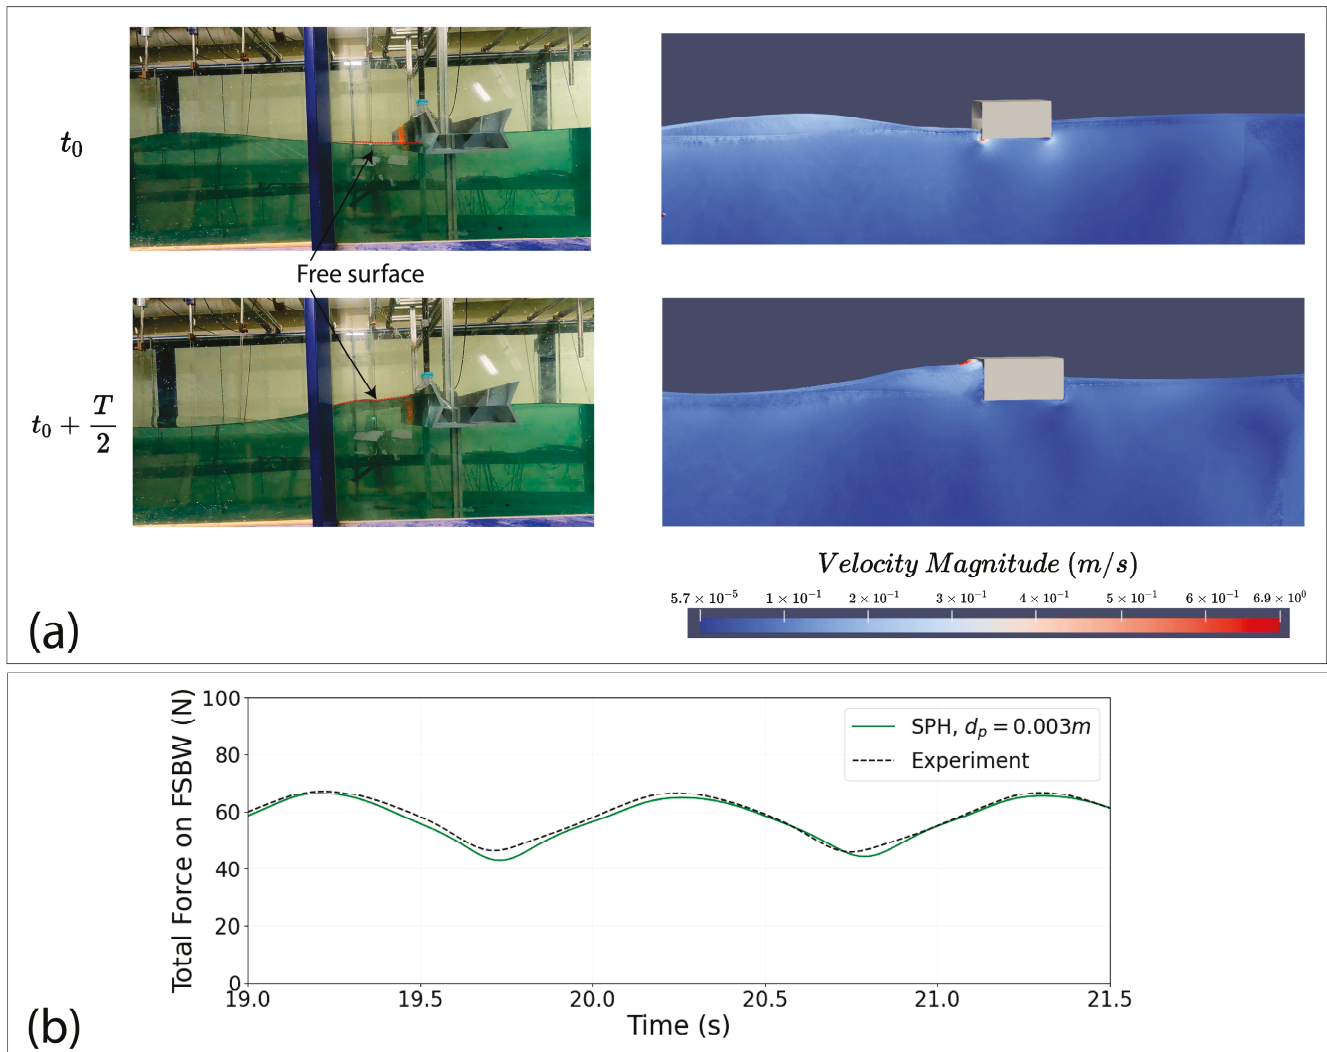 t₀
Free surface
t₀ + T/2
Velocity Magnitude (m/s)
5.7 × 10⁻⁵ 1 × 10⁻¹ 2 × 10⁻¹ 3 × 10⁻¹ 4 × 10⁻¹ 5 × 10⁻¹ 6 × 10⁻¹ 6.9 × 10⁰
(a)
Total Force on FSBW (N)
100
80
60
40
20
0
SPH, dₚ = 0.003m
Experiment
19.0 19.5 20.0 20.5 21.0 21.5
Time (s)
(b)